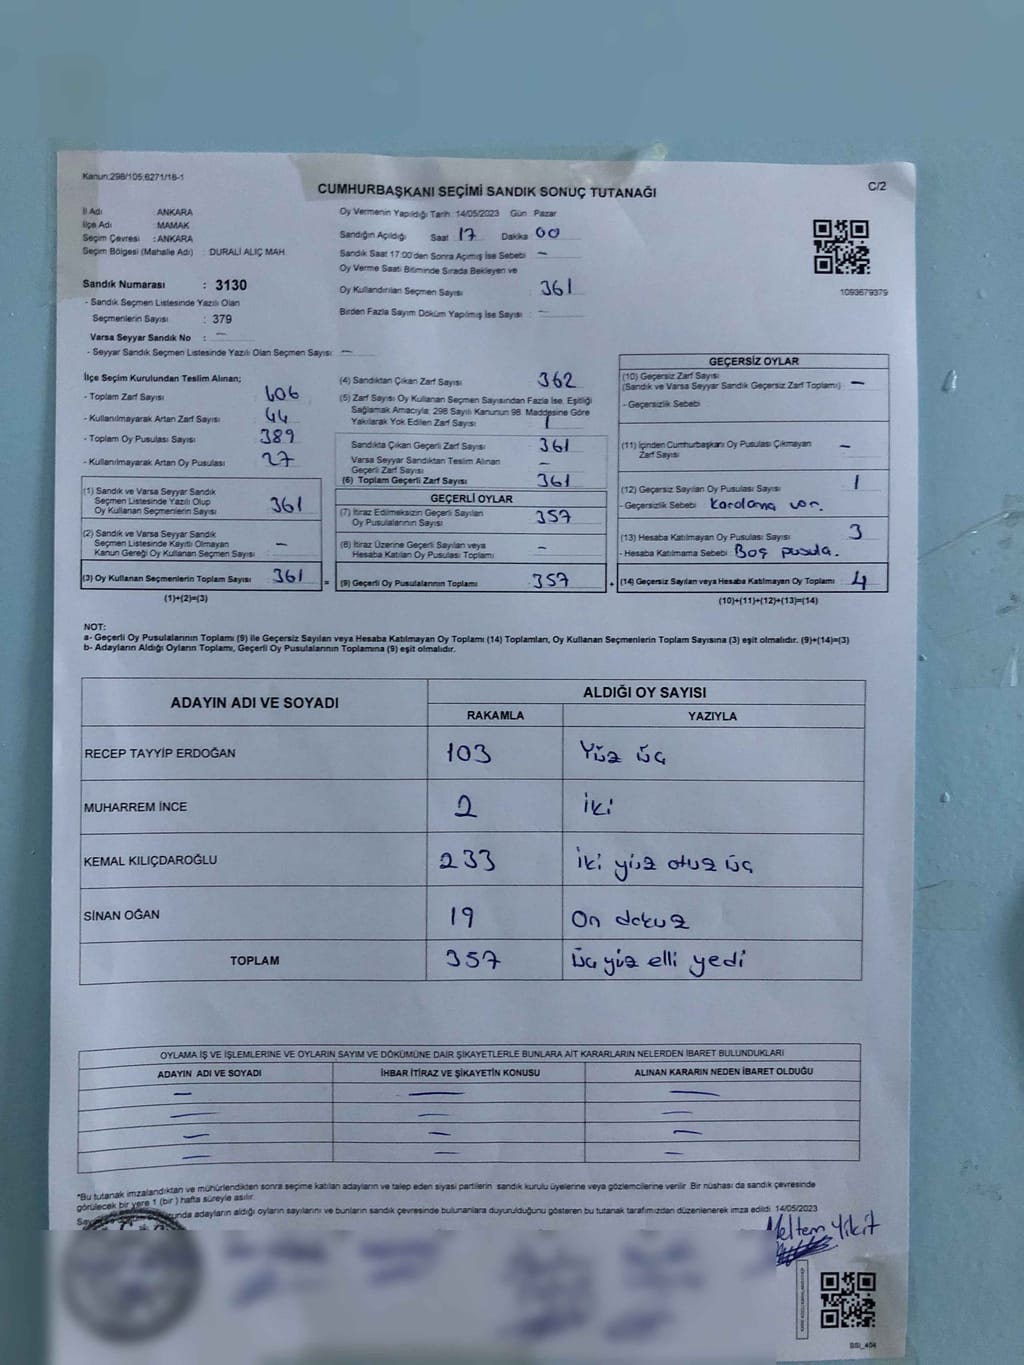 Kanun:298/105;6271/18-1
CUMHURBAŞKANI SEÇİMİ SANDIK SONUÇ TUTANAĞI
C/2
İl Adı : ANKARA
İlçe Adı : MAMAK
Seçim Çevresi : ANKARA
Seçim Bölgesi (Mahalle Adı) : DURALİ ALIÇ MAH.
Sandık Numarası : 3130
- Sandık Seçmen Listesinde Yazılı Olan
Seçmenlerin Sayısı : 379
Varsa Seyyar Sandık No : —
- Seyyar Sandık Seçmen Listesinde Yazılı Olan Seçmen Sayısı : —
Oy Vermenin Yapıldığı Tarih : 14/05/2023 Gün : Pazar
Sandığın Açıldığı Saat 17 Dakika 00
Sandık Saat 17:00'den Sonra Açımış İse Sebebi : —
Oy Verme Saati Bitiminde Sırada Bekleyen ve
Oy Kullandırılan Seçmen Sayısı : 361
Birden Fazla Sayım Döküm Yapılmış İse Sayısı : —
1093679379
İlçe Seçim Kurulundan Teslim Alınan;
- Toplam Zarf Sayısı : 406
- Kullanılmayarak Artan Zarf Sayısı : 44
- Toplam Oy Pusulası Sayısı : 389
- Kullanılmayarak Artan Oy Pusulası : 27
(1) Sandık ve Varsa Seyyar Sandık
Seçmen Listesinde Yazılı Olup
Oy Kullanan Seçmenlerin Sayısı : 361
(2) Sandık ve Varsa Seyyar Sandık
Seçmen Listesinde Kayıtlı Olmayan
Kanun Gereği Oy Kullanan Seçmen Sayısı : —
(3) Oy Kullanan Seçmenlerin Toplam Sayısı : 361 =
(1)+(2)=(3)
(4) Sandıktan Çıkan Zarf Sayısı : 362
(5) Zarf Sayısı Oy Kullanan Seçmen Sayısından Fazla İse, Eşitliği
Sağlamak Amacıyla; 298 Sayılı Kanunun 98. Maddesine Göre
Yakılarak Yok Edilen Zarf Sayısı : 1
Sandıkta Çıkan Geçerli Zarf Sayısı : 361
Varsa Seyyar Sandıktan Teslim Alınan
Geçerli Zarf Sayısı : —
(6) Toplam Geçerli Zarf Sayısı : 361
GEÇERLİ OYLAR
(7) İtiraz Edilmeksizin Geçerli Sayılan
Oy Pusulalarının Sayısı : 357
(8) İtiraz Üzerine Geçerli Sayılan veya
Hesaba Katılan Oy Pusulası Toplamı : —
(9) Geçerli Oy Pusulalarının Toplamı : 357 +
GEÇERSİZ OYLAR
(10) Geçersiz Zarf Sayısı
(Sandık ve Varsa Seyyar Sandık Geçersiz Zarf Toplamı) : —
- Geçersizlik Sebebi :
(11) İçinden Cumhurbaşkanı Oy Pusulası Çıkmayan
Zarf Sayısı : —
(12) Geçersiz Sayılan Oy Pusulası Sayısı : 1
- Geçersizlik Sebebi : Karalama var.
(13) Hesaba Katılmayan Oy Pusulası Sayısı : 3
- Hesaba Katılmama Sebebi : Boş pusula.
(14) Geçersiz Sayılan veya Hesaba Katılmayan Oy Toplamı : 4
(10)+(11)+(12)+(13)=(14)
NOT:
a- Geçerli Oy Pusulalarının Toplamı (9) ile Geçersiz Sayılan veya Hesaba Katılmayan Oy Toplamı (14) Toplamları, Oy Kullanan Seçmenlerin Toplam Sayısına (3) eşit olmalıdır. (9)+(14)=(3)
b- Adayların Aldığı Oyların Toplamı, Geçerli Oy Pusulalarının Toplamına (9) eşit olmalıdır.
ADAYIN ADI VE SOYADI
ALDIĞI OY SAYISI
RAKAMLA YAZIYLA
RECEP TAYYİP ERDOĞAN 103 Yüz üç
MUHARREM İNCE 2 iki
KEMAL KILIÇDAROĞLU 233 iki yüz otuz üç
SİNAN OĞAN 19 On dokuz
TOPLAM 357 üç yüz elli yedi
OYLAMA İŞ VE İŞLEMLERİNE VE OYLARIN SAYIM VE DÖKÜMÜNE DAİR ŞİKAYETLERLE BUNLARA AİT KARARLARIN NELERDEN İBARET BULUNDUKLARI
ADAYIN ADI VE SOYADI İHBAR İTİRAZ VE ŞİKAYETİN KONUSU ALINAN KARARIN NEDEN İBARET OLDUĞU
— — —
— — —
— — —
— — —
*Bu tutanak imzalandıktan ve mühürlendikten sonra seçime katılan adayların ve talep eden siyasi partilerin sandık kurulu üyelerine veya gözlemcilerine verilir. Bir nüshası da sandık çevresinde
görülecek bir yere 1 (bir ) hafta süreyle asılır.
adayların aldığı oyların sayılarını ve bunların sandık çevresinde bulunanlara duyurulduğunu gösteren bu tutanak tarafımızdan düzenlenerek imza edildi. 14/05/2023
Meltem Yikit
BSI_404